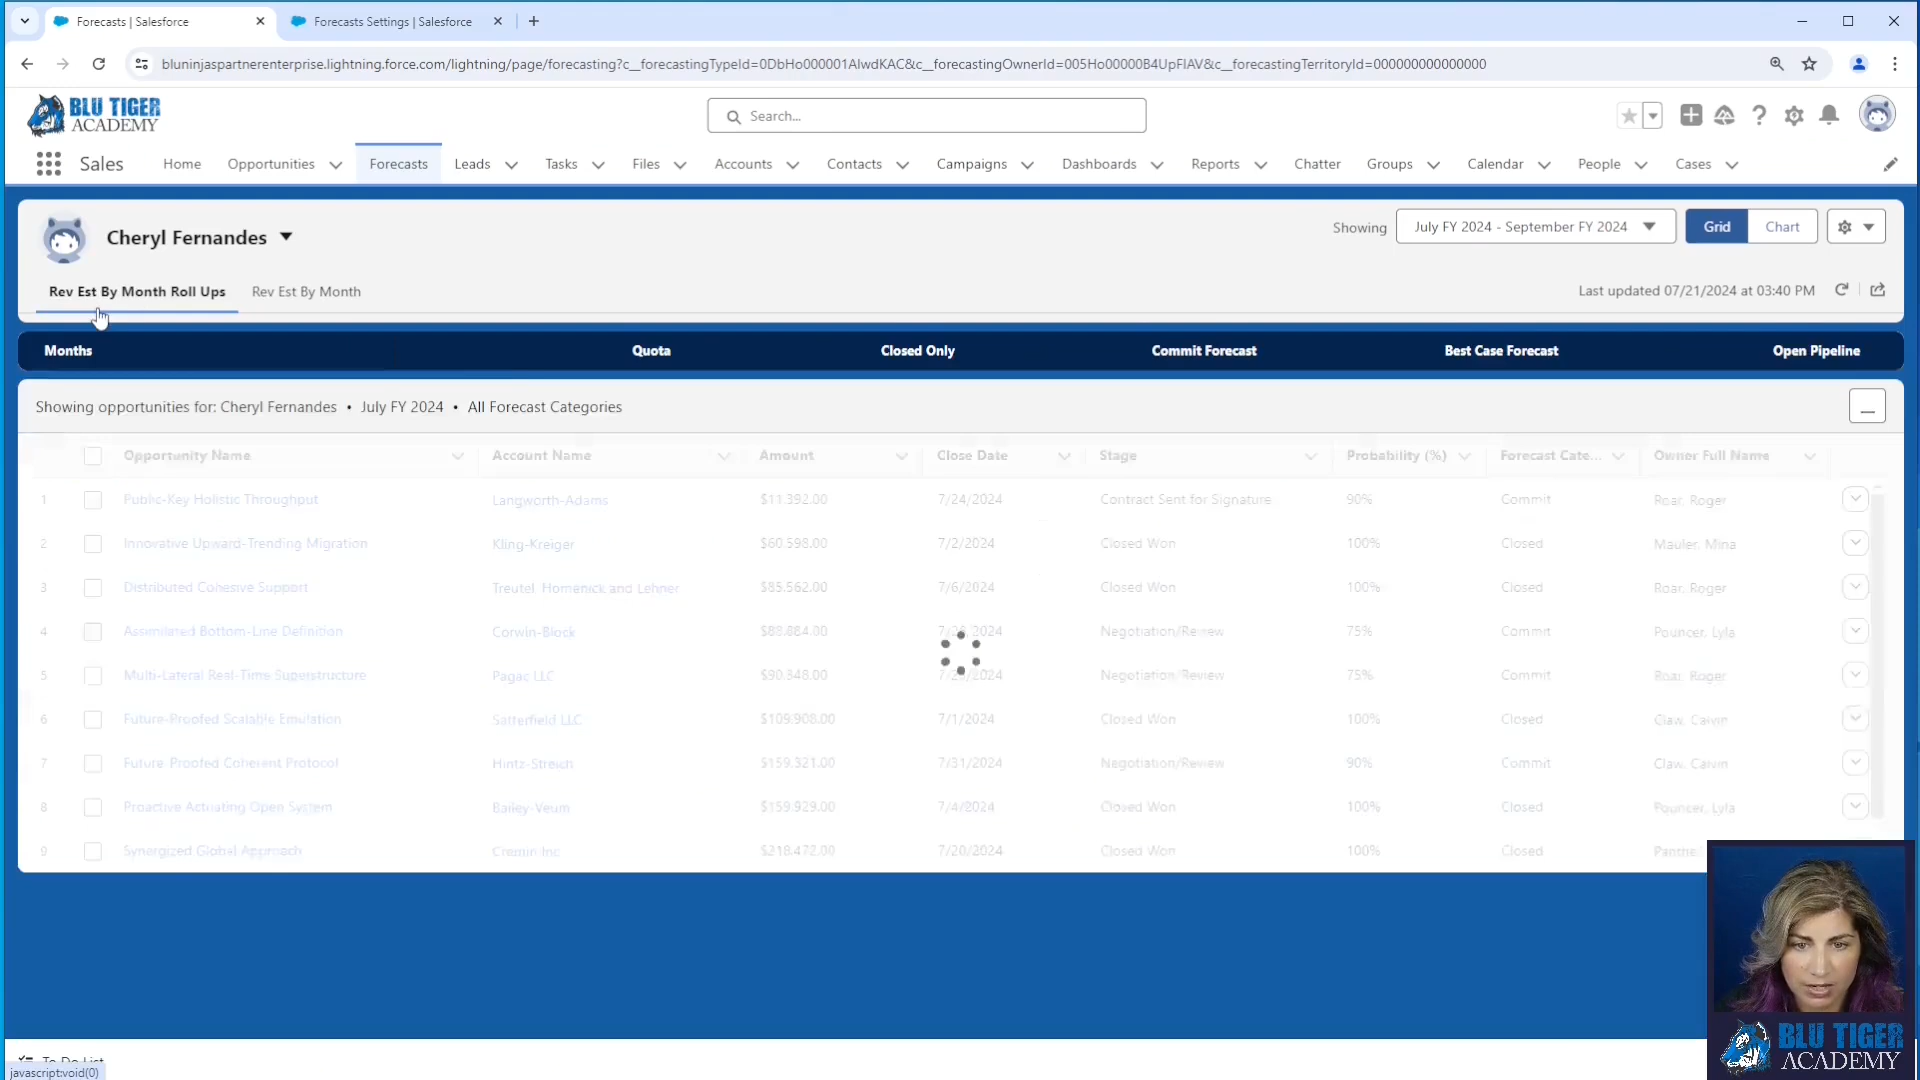 Forecasts | Salesforce
Forecasts Settings | Salesforce
bluninjaspartnerenterprise.lightning.force.com/lightning/page/forecasting?c__forecastingTypeId=0DbHo000001AlwdKAC&c__forecastingOwnerId=005Ho00000B4UpFIAV&c__forecastingTerritoryId=000000000000000
BLU TIGER
ACADEMY
Search...
Sales Home Opportunities Forecasts Leads Tasks Files Accounts Contacts Campaigns Dashboards Reports Chatter Groups Calendar People Cases
Cheryl Fernandes
Showing July FY 2024 - September FY 2024 Grid Chart
Rev Est By Month Roll Ups Rev Est By Month
Last updated 07/21/2024 at 03:40 PM
Months Quota Closed Only Commit Forecast Best Case Forecast Open Pipeline
Showing opportunities for: Cheryl Fernandes • July FY 2024 • All Forecast Categories
Opportunity Name Account Name Amount Close Date Stage Probability (%) Forecast Cate... Owner Full Name
1 Public-Key Holistic Throughput Langworth-Adams $11,392.00 7/24/2024 Contract Sent for Signature 90% Commit Roar, Roger
2 Innovative Upward-Trending Migration Kling-Kreiger $60,598.00 7/2/2024 Closed Won 100% Closed Mauler, Mina
3 Distributed Cohesive Support Treutel, Homenick and Lehner $85,562.00 7/6/2024 Closed Won 100% Closed Roar, Roger
4 Assimilated Bottom-Line Definition Corwin-Block $88,884.00 Negotiation/Review 75% Commit Pouncer, Lyla
5 Multi-Lateral Real-Time Superstructure Pagac LLC $90,348.00 Negotiation/Review 75% Commit Roar, Roger
6 Future-Proofed Scalable Emulation Satterfield LLC $109,908.00 7/1/2024 Closed Won 100% Closed Claw, Calvin
7 Future-Proofed Coherent Protocol Hintz-Streich $159,321.00 7/31/2024 Negotiation/Review 90% Commit Claw, Calvin
8 Proactive Actuating Open System Bailey-Veum $159,929.00 7/4/2024 Closed Won 100% Closed Pouncer, Lyla
9 Synergized Global Approach Cremin Inc $218,472.00 7/20/2024 Closed Won 100% Closed
To Do List
javascript:void(0)
BLU TIGER
ACADEMY